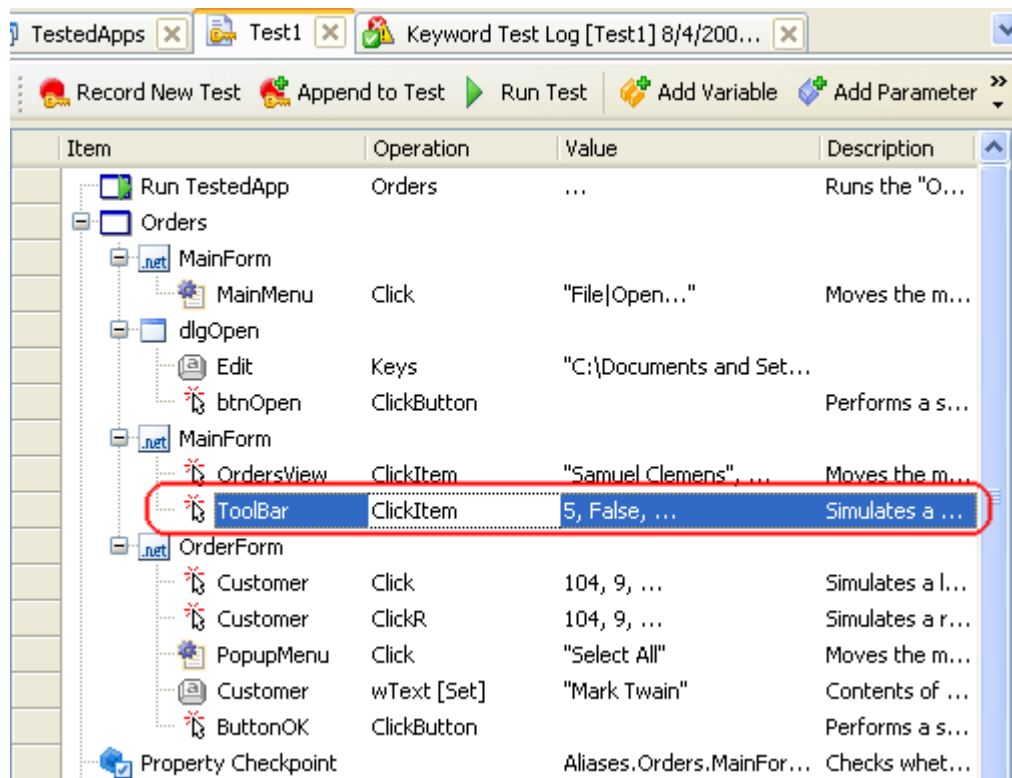 TestedApps Test1 Keyword Test Log [Test1] 8/4/200...
Record New Test Append to Test Run Test Add Variable Add Parameter
Item Operation Value Description
Run TestedApp Orders ... Runs the "O...
Orders
.net MainForm
MainMenu Click "File|Open..." Moves the m...
dlgOpen
a Edit Keys "C:\Documents and Set...
btnOpen ClickButton Performs a s...
.net MainForm
OrdersView ClickItem "Samuel Clemens", ... Moves the m...
ToolBar ClickItem 5, False, ... Simulates a ...
.net OrderForm
Customer Click 104, 9, ... Simulates a l...
Customer ClickR 104, 9, ... Simulates a r...
PopupMenu Click "Select All" Moves the m...
a Customer wText [Set] "Mark Twain" Contents of ...
ButtonOK ClickButton Performs a s...
Property Checkpoint Aliases.Orders.MainFor... Checks whet...